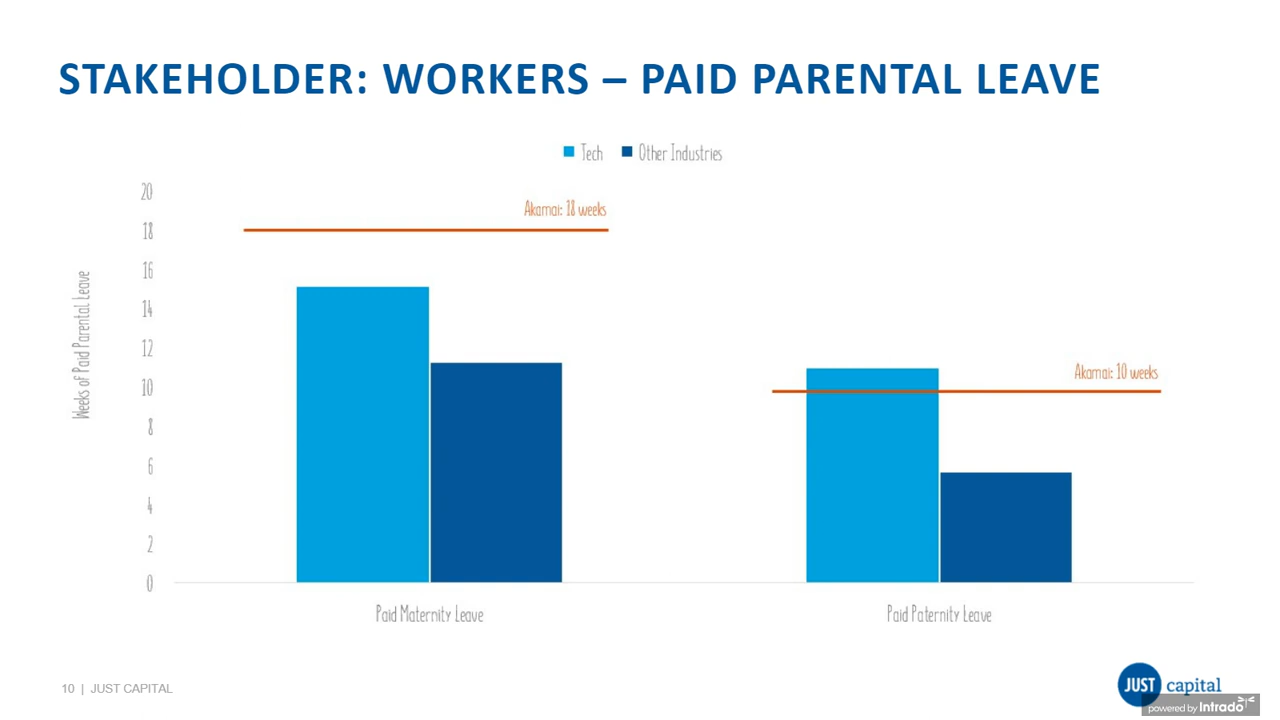 STAKEHOLDER: WORKERS – PAID PARENTAL LEAVE
Tech
Other Industries
20
18
16
14
12
10
8
6
4
2
0
Weeks of Paid Parental Leave
Akamai: 18 weeks
Akamai: 10 weeks
Paid Maternity Leave
Paid Paternity Leave
10 | JUST CAPITAL
JUST capital
powered by Intrado